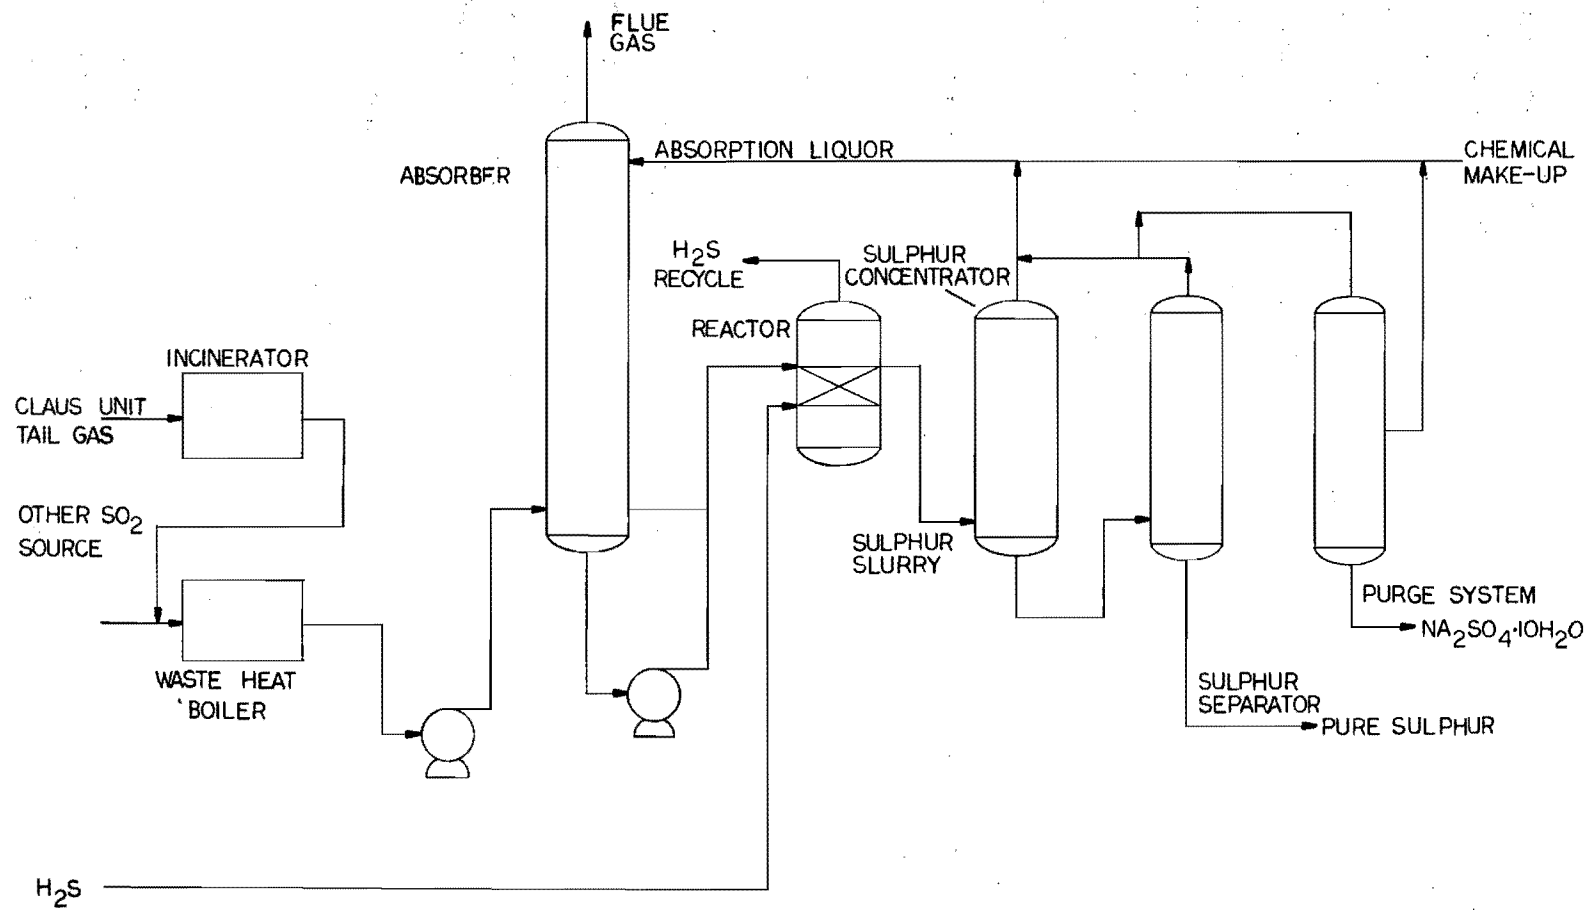 FLUE
GAS
ABSORBER
ABSORPTION LIQUOR
CHEMICAL
MAKE-UP
H2S
RECYCLE
SULPHUR
CONCENTRATOR
REACTOR
INCINERATOR
CLAUS UNIT
TAIL GAS
OTHER SO2
SOURCE
SULPHUR
SLURRY
PURGE SYSTEM
NA2SO4·10H2O
WASTE HEAT
BOILER
SULPHUR
SEPARATOR
PURE SULPHUR
H2S